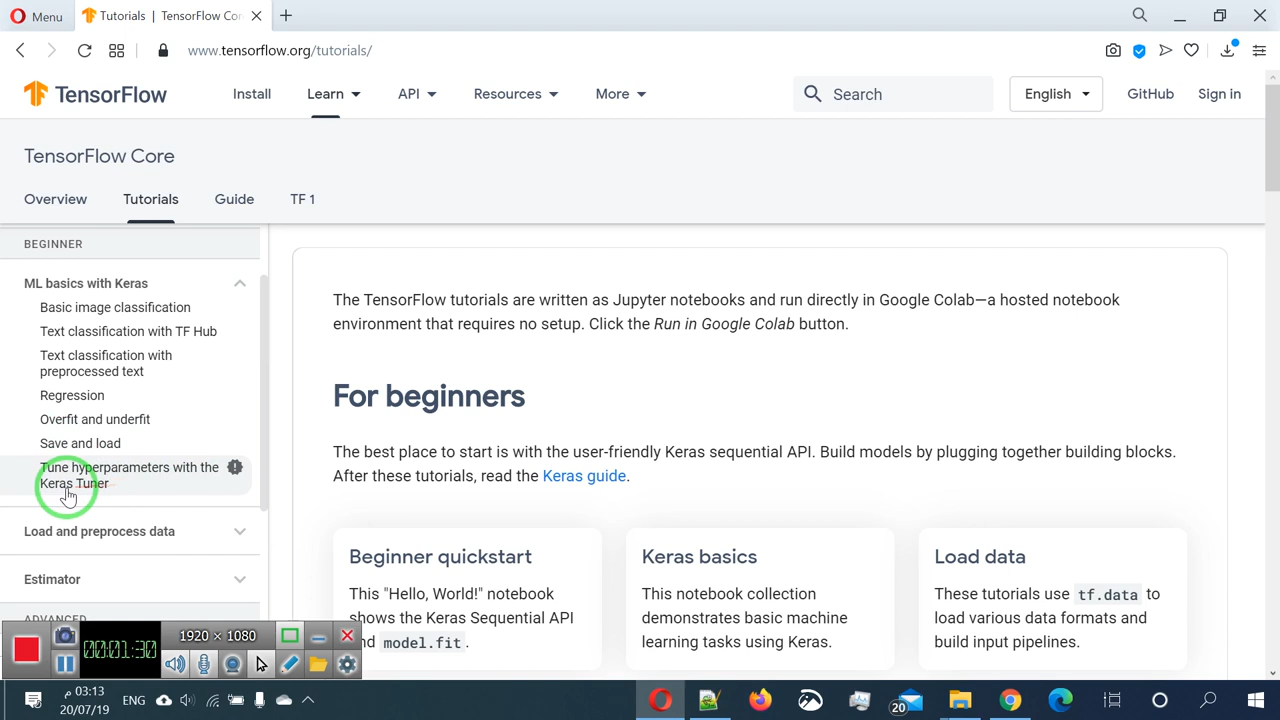 Menu
Tutorials | TensorFlow Cor
www.tensorflow.org/tutorials/
TensorFlow
Install
Learn
API
Resources
More
Search
English
GitHub
Sign in
TensorFlow Core
Overview
Tutorials
Guide
TF 1
BEGINNER
ML basics with Keras
Basic image classification
Text classification with TF Hub
Text classification with
preprocessed text
Regression
Overfit and underfit
Save and load
Tune hyperparameters with the
Keras Tuner
Load and preprocess data
Estimator
ADVANCED
The TensorFlow tutorials are written as Jupyter notebooks and run directly in Google Colab—a hosted notebook
environment that requires no setup. Click the Run in Google Colab button.
For beginners
The best place to start is with the user-friendly Keras sequential API. Build models by plugging together building blocks.
After these tutorials, read the Keras guide.
Beginner quickstart
This "Hello, World!" notebook
shows the Keras Sequential API
nd model.fit.
Keras basics
This notebook collection
demonstrates basic machine
learning tasks using Keras.
Load data
These tutorials use tf.data to
load various data formats and
build input pipelines.
00:01:30
1920 × 1080
03:13 م
20/07/19
ENG
20